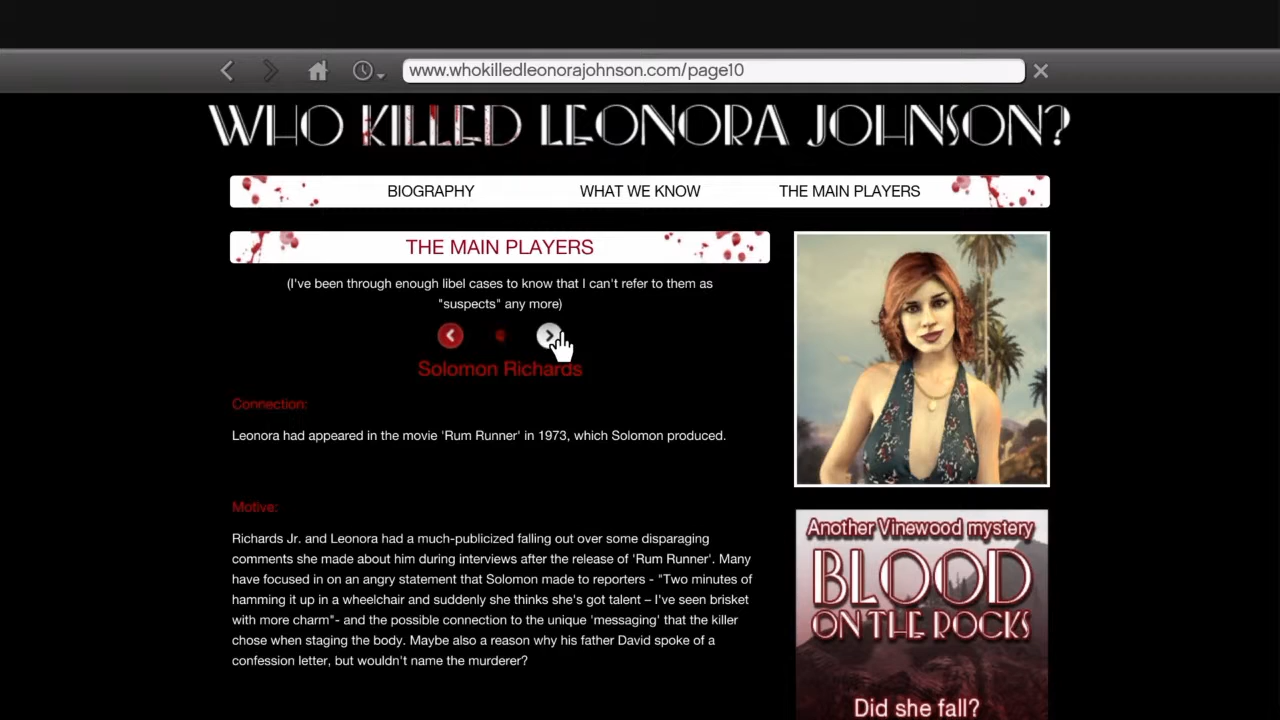 www.whokilledleonorajohnson.com/page10
WHO KILLED LEONORA JOHNSON?
BIOGRAPHY WHAT WE KNOW THE MAIN PLAYERS
THE MAIN PLAYERS
(I've been through enough libel cases to know that I can't refer to them as
"suspects" any more)
Solomon Richards
Connection:
Leonora had appeared in the movie 'Rum Runner' in 1973, which Solomon produced.
Motive:
Richards Jr. and Leonora had a much-publicized falling out over some disparaging
comments she made about him during interviews after the release of 'Rum Runner'. Many
have focused in on an angry statement that Solomon made to reporters - "Two minutes of
hamming it up in a wheelchair and suddenly she thinks she's got talent – I've seen brisket
with more charm"- and the possible connection to the unique 'messaging' that the killer
chose when staging the body. Maybe also a reason why his father David spoke of a
confession letter, but wouldn't name the murderer?
Another Vinewood mystery
BLOOD
ON THE ROCKS
Did she fall?